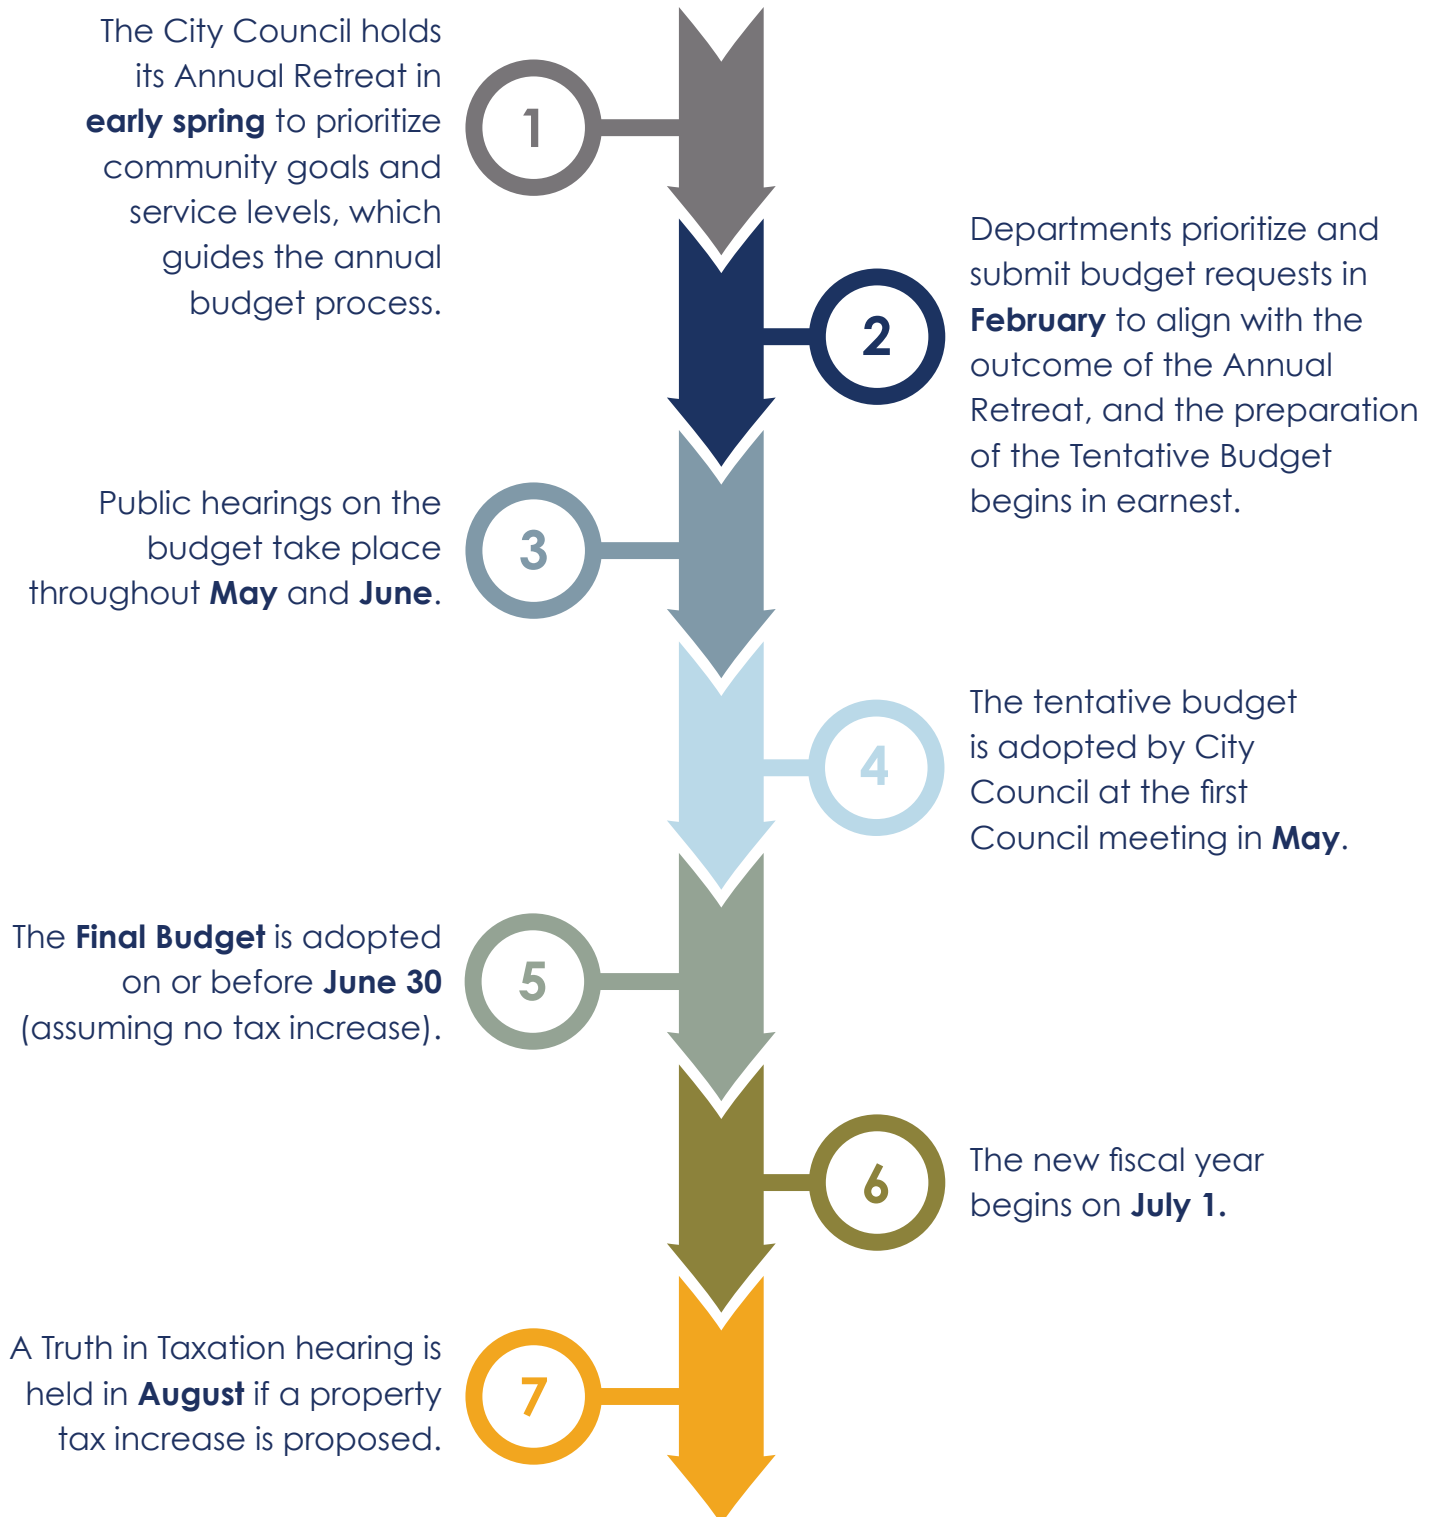 The City Council holds
its Annual Retreat in
early spring to prioritize
community goals and
service levels, which
guides the annual
budget process.
1
2
Departments prioritize and
submit budget requests in
February to align with the
outcome of the Annual
Retreat, and the preparation
of the Tentative Budget
begins in earnest.
Public hearings on the
budget take place
throughout May and June.
3
4
The tentative budget
is adopted by City
Council at the first
Council meeting in May.
The Final Budget is adopted
on or before June 30
(assuming no tax increase).
5
6
The new fiscal year
begins on July 1.
A Truth in Taxation hearing is
held in August if a property
tax increase is proposed.
7